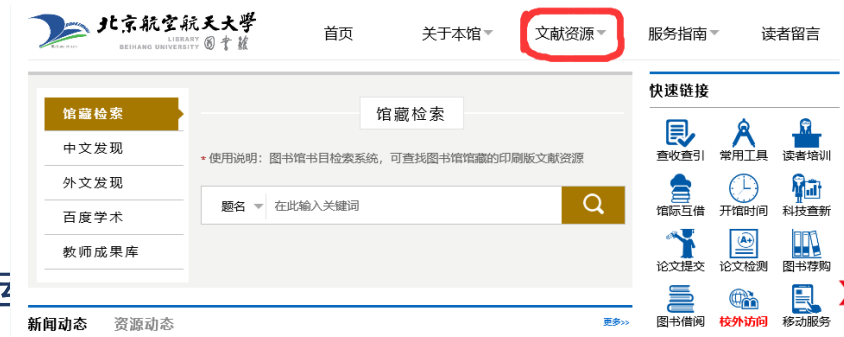 北京航空航天大学
LIBRARY
BEIHANG UNIVERSITY 图书馆
首页
关于本馆
文献资源
服务指南
读者留言
馆藏检索
中文发现
外文发现
百度学术
教师成果库
馆藏检索
* 使用说明：图书馆书目检索系统，可查找图书馆馆藏的印刷版文献资源
题名 在此输入关键词
新闻动态 资源动态 更多>>
快速链接
查收查引 常用工具 读者培训
馆际互借 开馆时间 科技查新
论文提交 论文检测 图书荐购
图书借阅 校外访问 移动服务